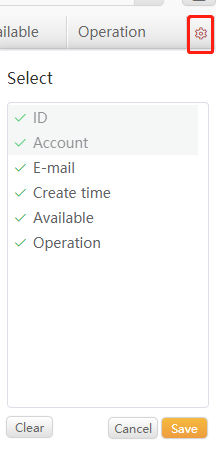 ailable Operation
Select
ID
Account
E-mail
Create time
Available
Operation
Clear Cancel Save